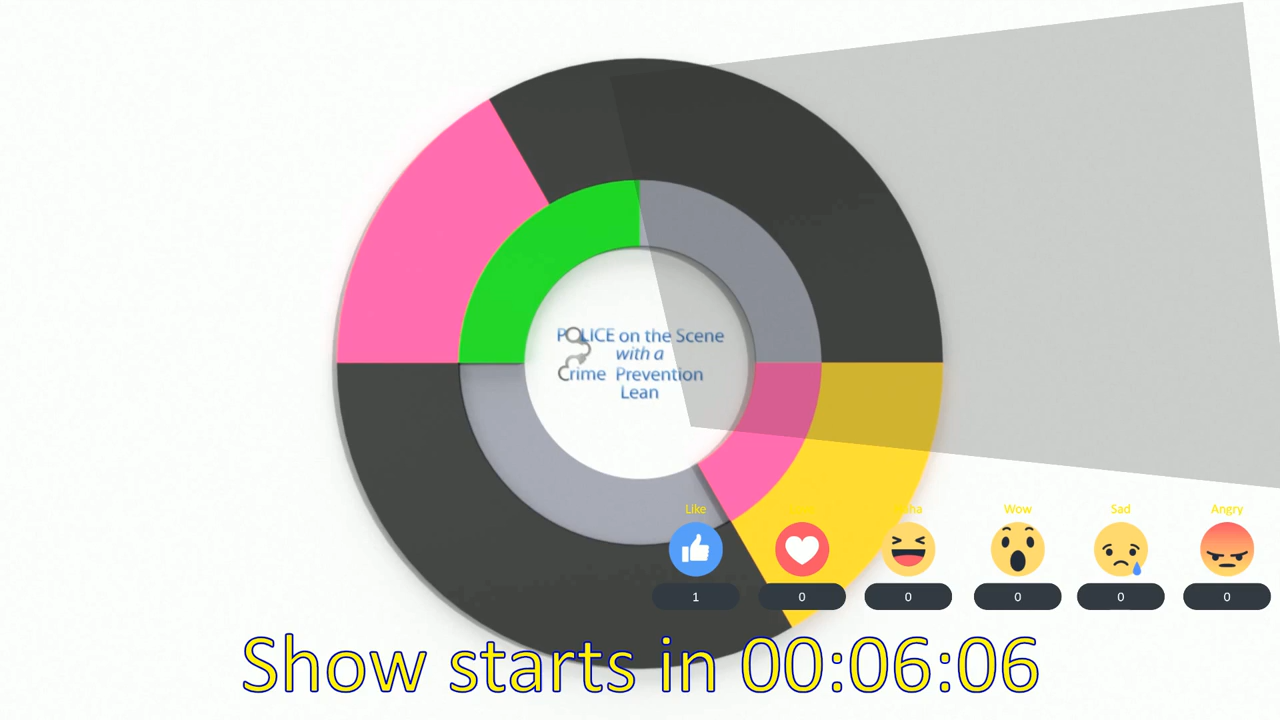 POLICE on the Scene
with a
Crime Prevention
Lean
Like
Wow
Sad
Angry
1
0
0
0
0
0
Show starts in 00:06:06